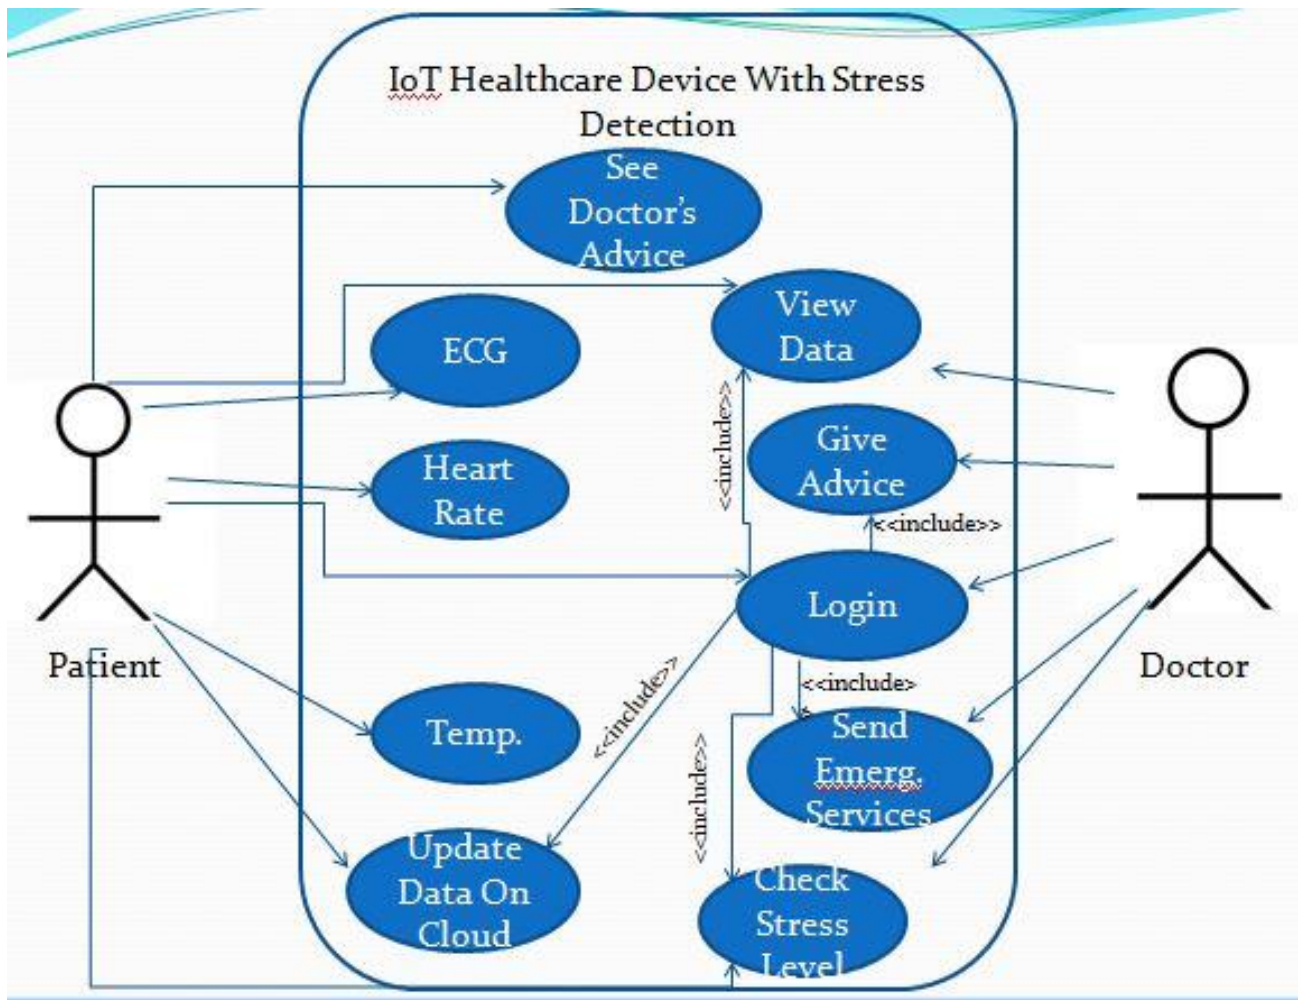 IoT Healthcare Device With Stress
Detection
See
Doctor's
Advice
View
Data
ECG
<<include>>
Give
Advice
Heart
Rate
<<include>>
Login
Patient
Doctor
<<include>>
<<include>
Temp.
Send
Emerg.
Services
<<include>>
Update
Data On
Cloud
Check
Stress
Level